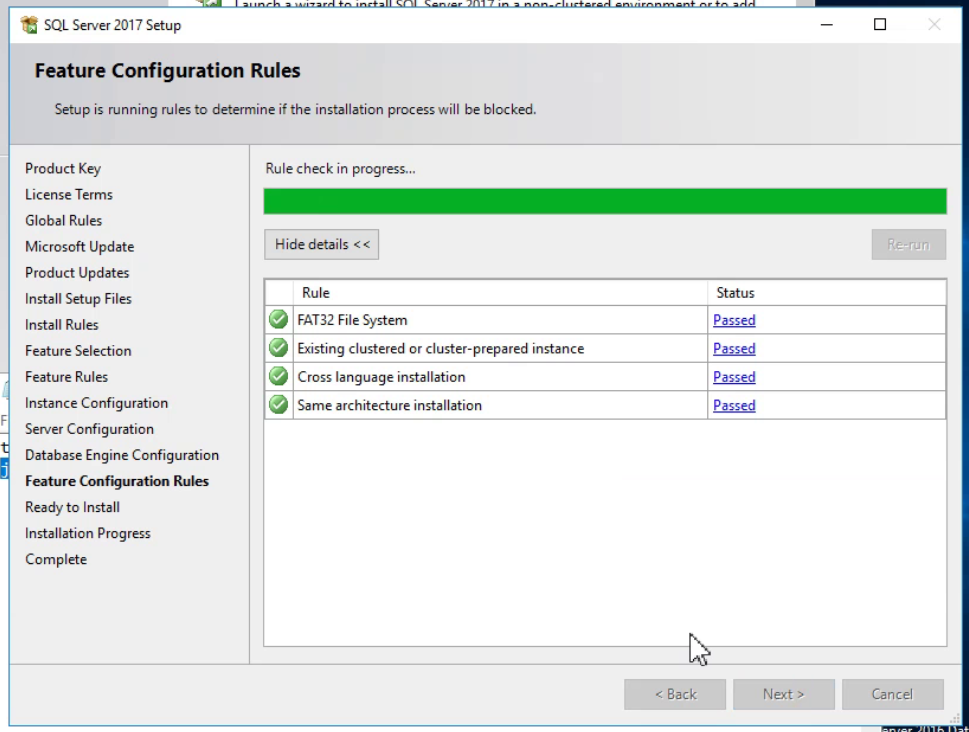 Launch a wizard to install SQL Server 2017 in a non-clustered environment or to add
SQL Server 2017 Setup
Feature Configuration Rules
Setup is running rules to determine if the installation process will be blocked.
Product Key
License Terms
Global Rules
Microsoft Update
Product Updates
Install Setup Files
Install Rules
Feature Selection
Feature Rules
Instance Configuration
Server Configuration
Database Engine Configuration
Feature Configuration Rules
Ready to Install
Installation Progress
Complete
Rule check in progress...
Hide details <<
Re-run
Rule Status
FAT32 File System Passed
Existing clustered or cluster-prepared instance Passed
Cross language installation Passed
Same architecture installation Passed
< Back Next > Cancel